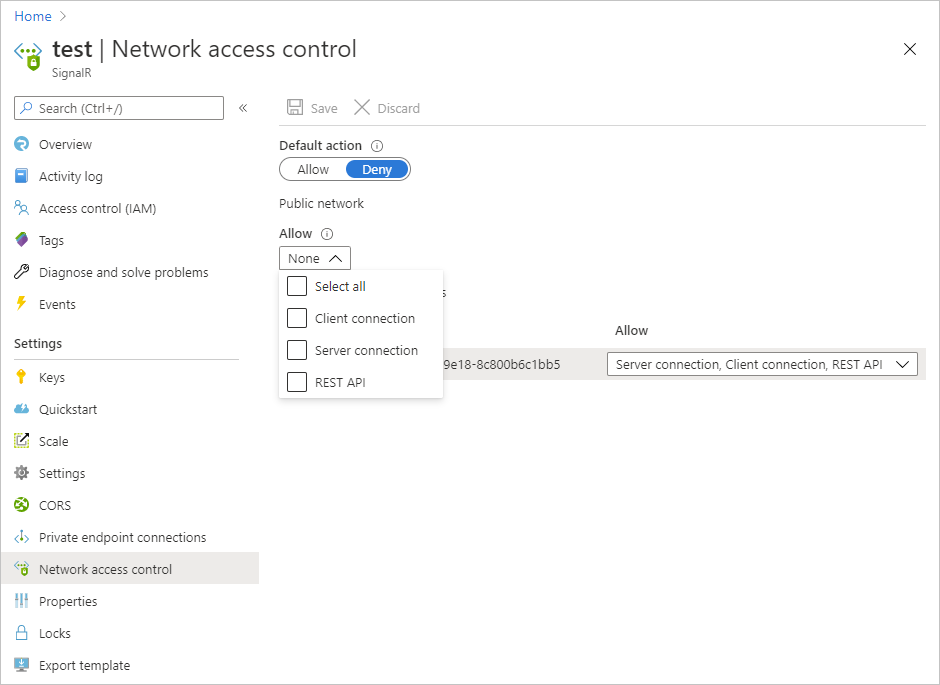 Home
test | Network access control
SignalR
Search (Ctrl+/)
Overview
Activity log
Access control (IAM)
Tags
Diagnose and solve problems
Events
Settings
Keys
Quickstart
Scale
Settings
CORS
Private endpoint connections
Network access control
Properties
Locks
Export template
Save Discard
Default action
Allow Deny
Public network
Allow
None
Select all
Client connection
Server connection
REST API
Allow
9e18-8c800b6c1bb5 Server connection, Client connection, REST API